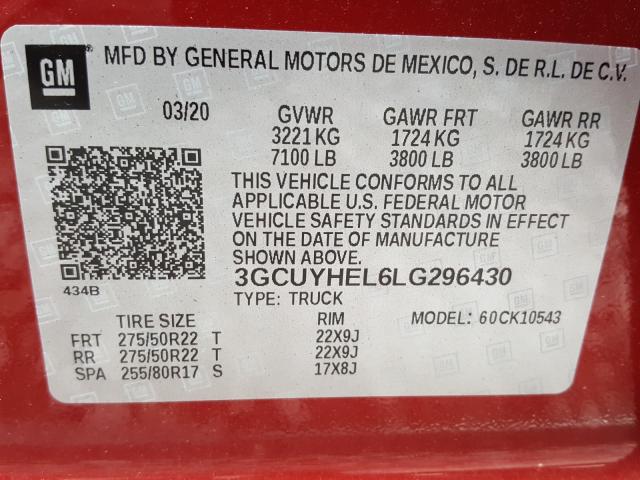 GM
MFD BY GENERAL MOTORS DE MEXICO, S. DE R.L. DE C.V.
03/20 GVWR GAWR FRT GAWR RR
3221 KG 1724 KG 1724 KG
7100 LB 3800 LB 3800 LB
THIS VEHICLE CONFORMS TO ALL
APPLICABLE U.S. FEDERAL MOTOR
VEHICLE SAFETY STANDARDS IN EFFECT
ON THE DATE OF MANUFACTURE
SHOWN ABOVE.
434B
3GCUYHEL6LG296430
TYPE: TRUCK
TIRE SIZE RIM MODEL: 60CK10543
FRT 275/50R22 T 22X9J
RR 275/50R22 T 22X9J
SPA 255/80R17 S 17X8J